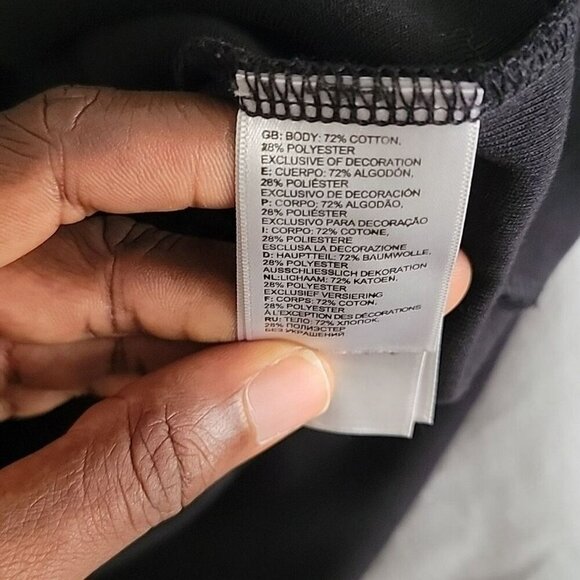 GB: BODY: 72% COTTON,
28% POLYESTER
EXCLUSIVE OF DECORATION
E: CUERPO: 72% ALGODÓN,
28% POLIÉSTER
EXCLUSIVO DE DECORACIÓN
P: CORPO: 72% ALGODÃO,
28% POLIÉSTER
EXCLUSIVO PARA DECORAÇÃO
I: CORPO: 72% COTONE,
28% POLIESTERE
ESCLUSA LA DECORAZIONE
D: HAUPTTEIL: 72% BAUMWOLLE,
28% POLYESTER
AUSSCHLIESSLICH DEKORATION
NL:LICHAAM: 72% KATOEN,
28% POLYESTER
EXCLUSIEF VERSIERING
F: CORPS: 72% COTON,
28% POLYESTER
À L'EXCEPTION DES DÉCORATIONS
RU: ТЕЛО: 72% ХЛОПОК,
28% ПОЛИЭСТЕР
БЕЗ УКРАШЕНИЙ